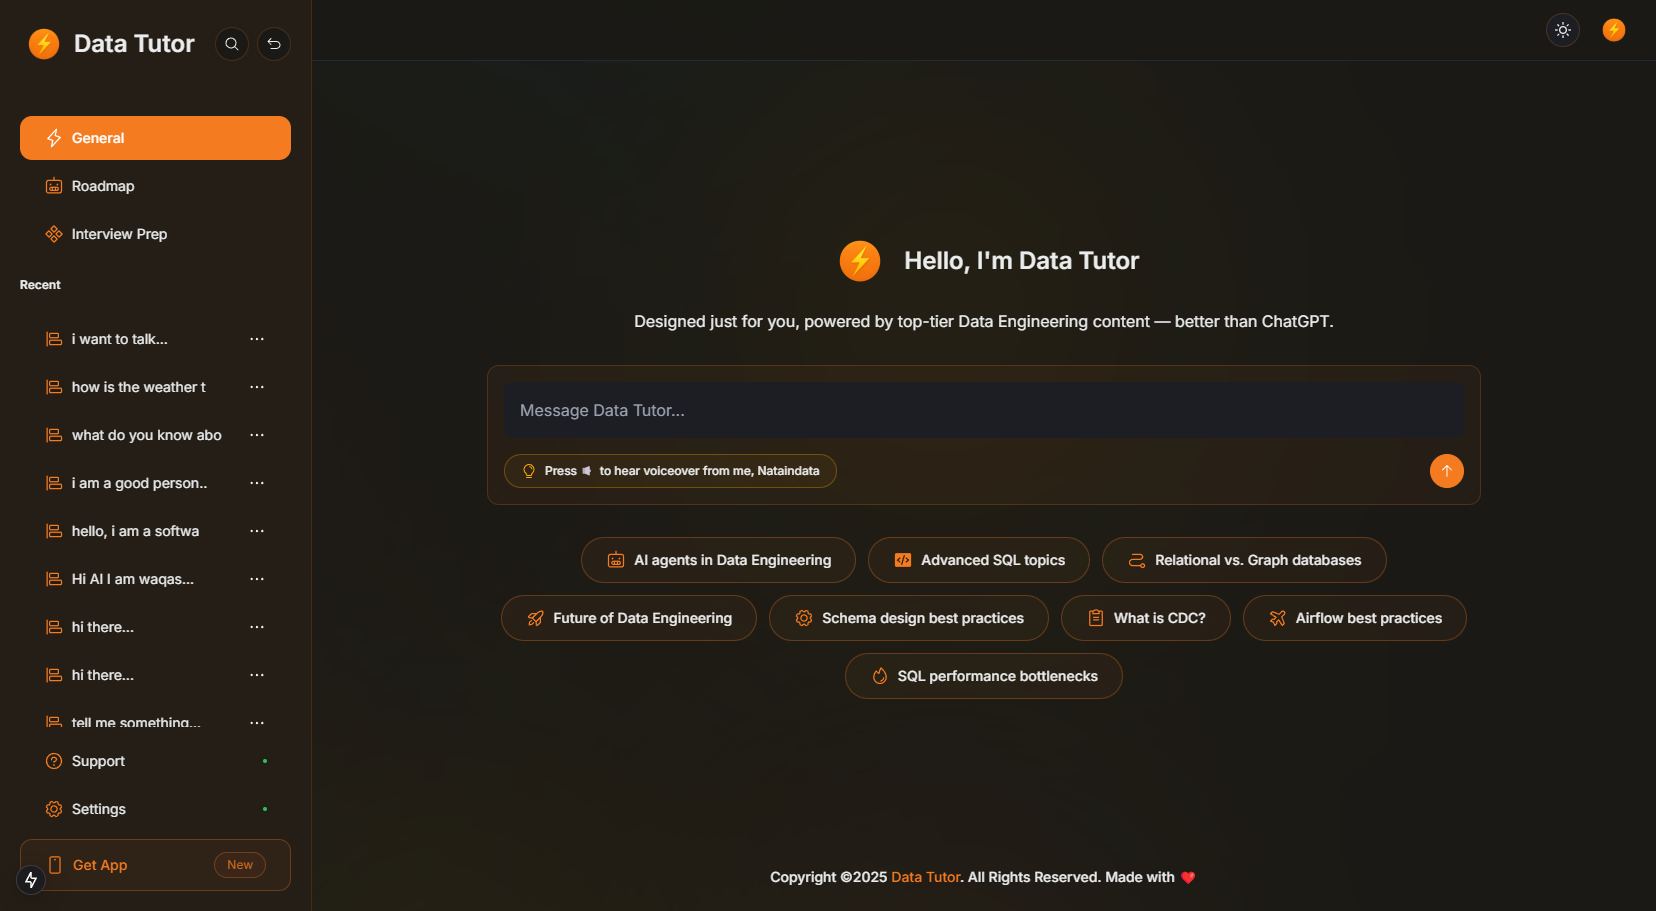 Data Tutor
General
Roadmap
Interview Prep
Recent
i want to talk...
how is the weather t
what do you know abo
i am a good person..
hello, i am a softwa
Hi AI I am waqas...
hi there...
hi there...
tell me something...
Support
Settings
Get App New
Hello, I'm Data Tutor
Designed just for you, powered by top-tier Data Engineering content — better than ChatGPT.
Message Data Tutor...
Press to hear voiceover from me, Nataindata
AI agents in Data Engineering
Advanced SQL topics
Relational vs. Graph databases
Future of Data Engineering
Schema design best practices
What is CDC?
Airflow best practices
SQL performance bottlenecks
Copyright ©2025 Data Tutor. All Rights Reserved. Made with ❤️